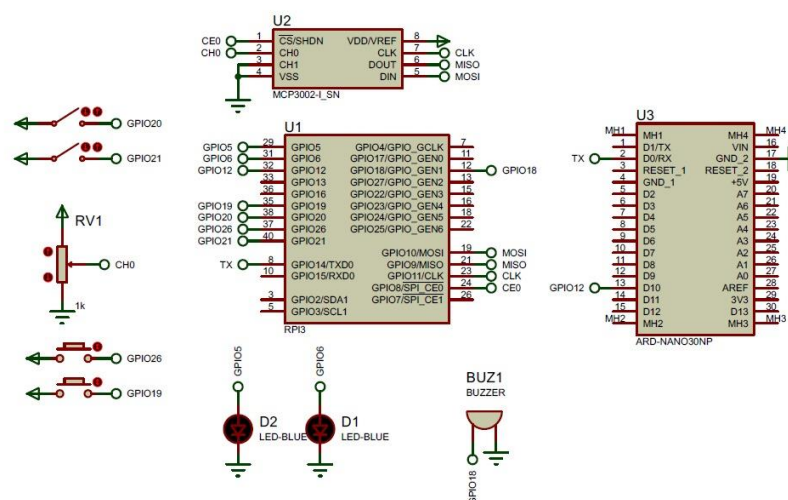 U2
CE0 1 CS/SHDN VDD/VREF 8
CH0 2 CH0 CLK 7 CLK
3 CH1 DOUT 6 MISO
4 VSS DIN 5 MOSI
MCP3002-I_SN
GPIO20
GPIO21
RV1
CH0
1k
GPIO26
GPIO19
U1
GPIO5 29 GPIO5 GPIO4/GPIO_GCLK 7
GPIO6 31 GPIO6 GPIO17/GPIO_GEN0 11
GPIO12 32 GPIO12 GPIO18/GPIO_GEN1 12 GPIO18
33 GPIO13 GPIO27/GPIO_GEN2 13
36 GPIO16 GPIO22/GPIO_GEN3 15
GPIO19 35 GPIO19 GPIO23/GPIO_GEN4 16
GPIO20 38 GPIO20 GPIO24/GPIO_GEN5 18
GPIO26 37 GPIO26 GPIO25/GPIO_GEN6 22
GPIO21 40 GPIO21
GPIO10/MOSI 19 MOSI
TX 8 GPIO14/TXD0 GPIO9/MISO 21 MISO
10 GPIO15/RXD0 GPIO11/CLK 23 CLK
GPIO8/SPI_CE0 24 CE0
3 GPIO2/SDA1 GPIO7/SPI_CE1 26
5 GPIO3/SCL1
RPI3
U3
MH1 MH1 MH4 MH4
1 D1/TX VIN 16
TX 2 D0/RX GND_2 17
3 RESET_1 RESET_2 18
4 GND_1 +5V 19
5 D2 A7 20
6 D3 A6 21
7 D4 A5 22
8 D5 A4 23
9 D6 A3 24
10 D7 A2 25
11 D8 A1 26
12 D9 A0 27
GPIO12 13 D10 AREF 28
14 D11 3V3 29
15 D12 D13 30
MH2 MH2 MH3 MH3
ARD-NANO30NP
GPIO5
D2
LED-BLUE
GPIO6
D1
LED-BLUE
BUZ1
BUZZER
GPIO18